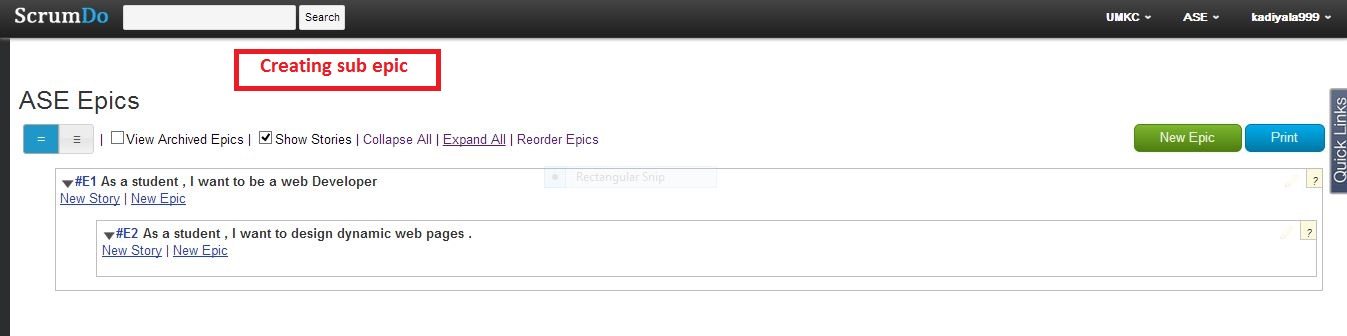 ScrumDo Search UMKC ASE kadiyala999
Creating sub epic
ASE Epics
= ≡ | View Archived Epics | Show Stories | Collapse All | Expand All | Reorder Epics New Epic Print
Quick Links
#E1 As a student , I want to be a web Developer ?
Rectangular Snip
New Story | New Epic
#E2 As a student , I want to design dynamic web pages . ?
New Story | New Epic